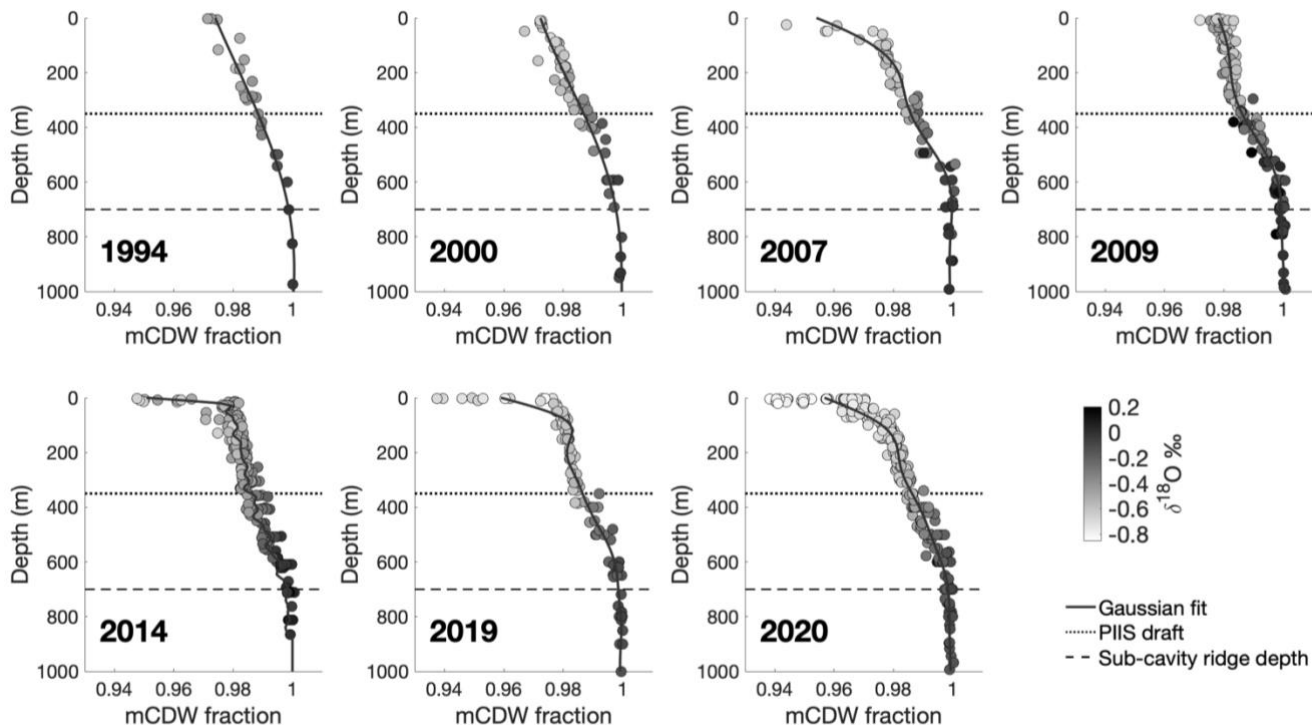 0
200
400
600
800
1000
Depth (m)
1994
0.94 0.96 0.98 1
mCDW fraction
0
200
400
600
800
1000
Depth (m)
2000
0.94 0.96 0.98 1
mCDW fraction
0
200
400
600
800
1000
Depth (m)
2007
0.94 0.96 0.98 1
mCDW fraction
0
200
400
600
800
1000
Depth (m)
2009
0.94 0.96 0.98 1
mCDW fraction
0
200
400
600
800
1000
Depth (m)
2014
0.94 0.96 0.98 1
mCDW fraction
0
200
400
600
800
1000
Depth (m)
2019
0.94 0.96 0.98 1
mCDW fraction
0
200
400
600
800
1000
Depth (m)
2020
0.94 0.96 0.98 1
mCDW fraction
0.2
0
-0.2
-0.4
-0.6
-0.8
δ¹⁸O ‰
Gaussian fit
PIIS draft
Sub-cavity ridge depth